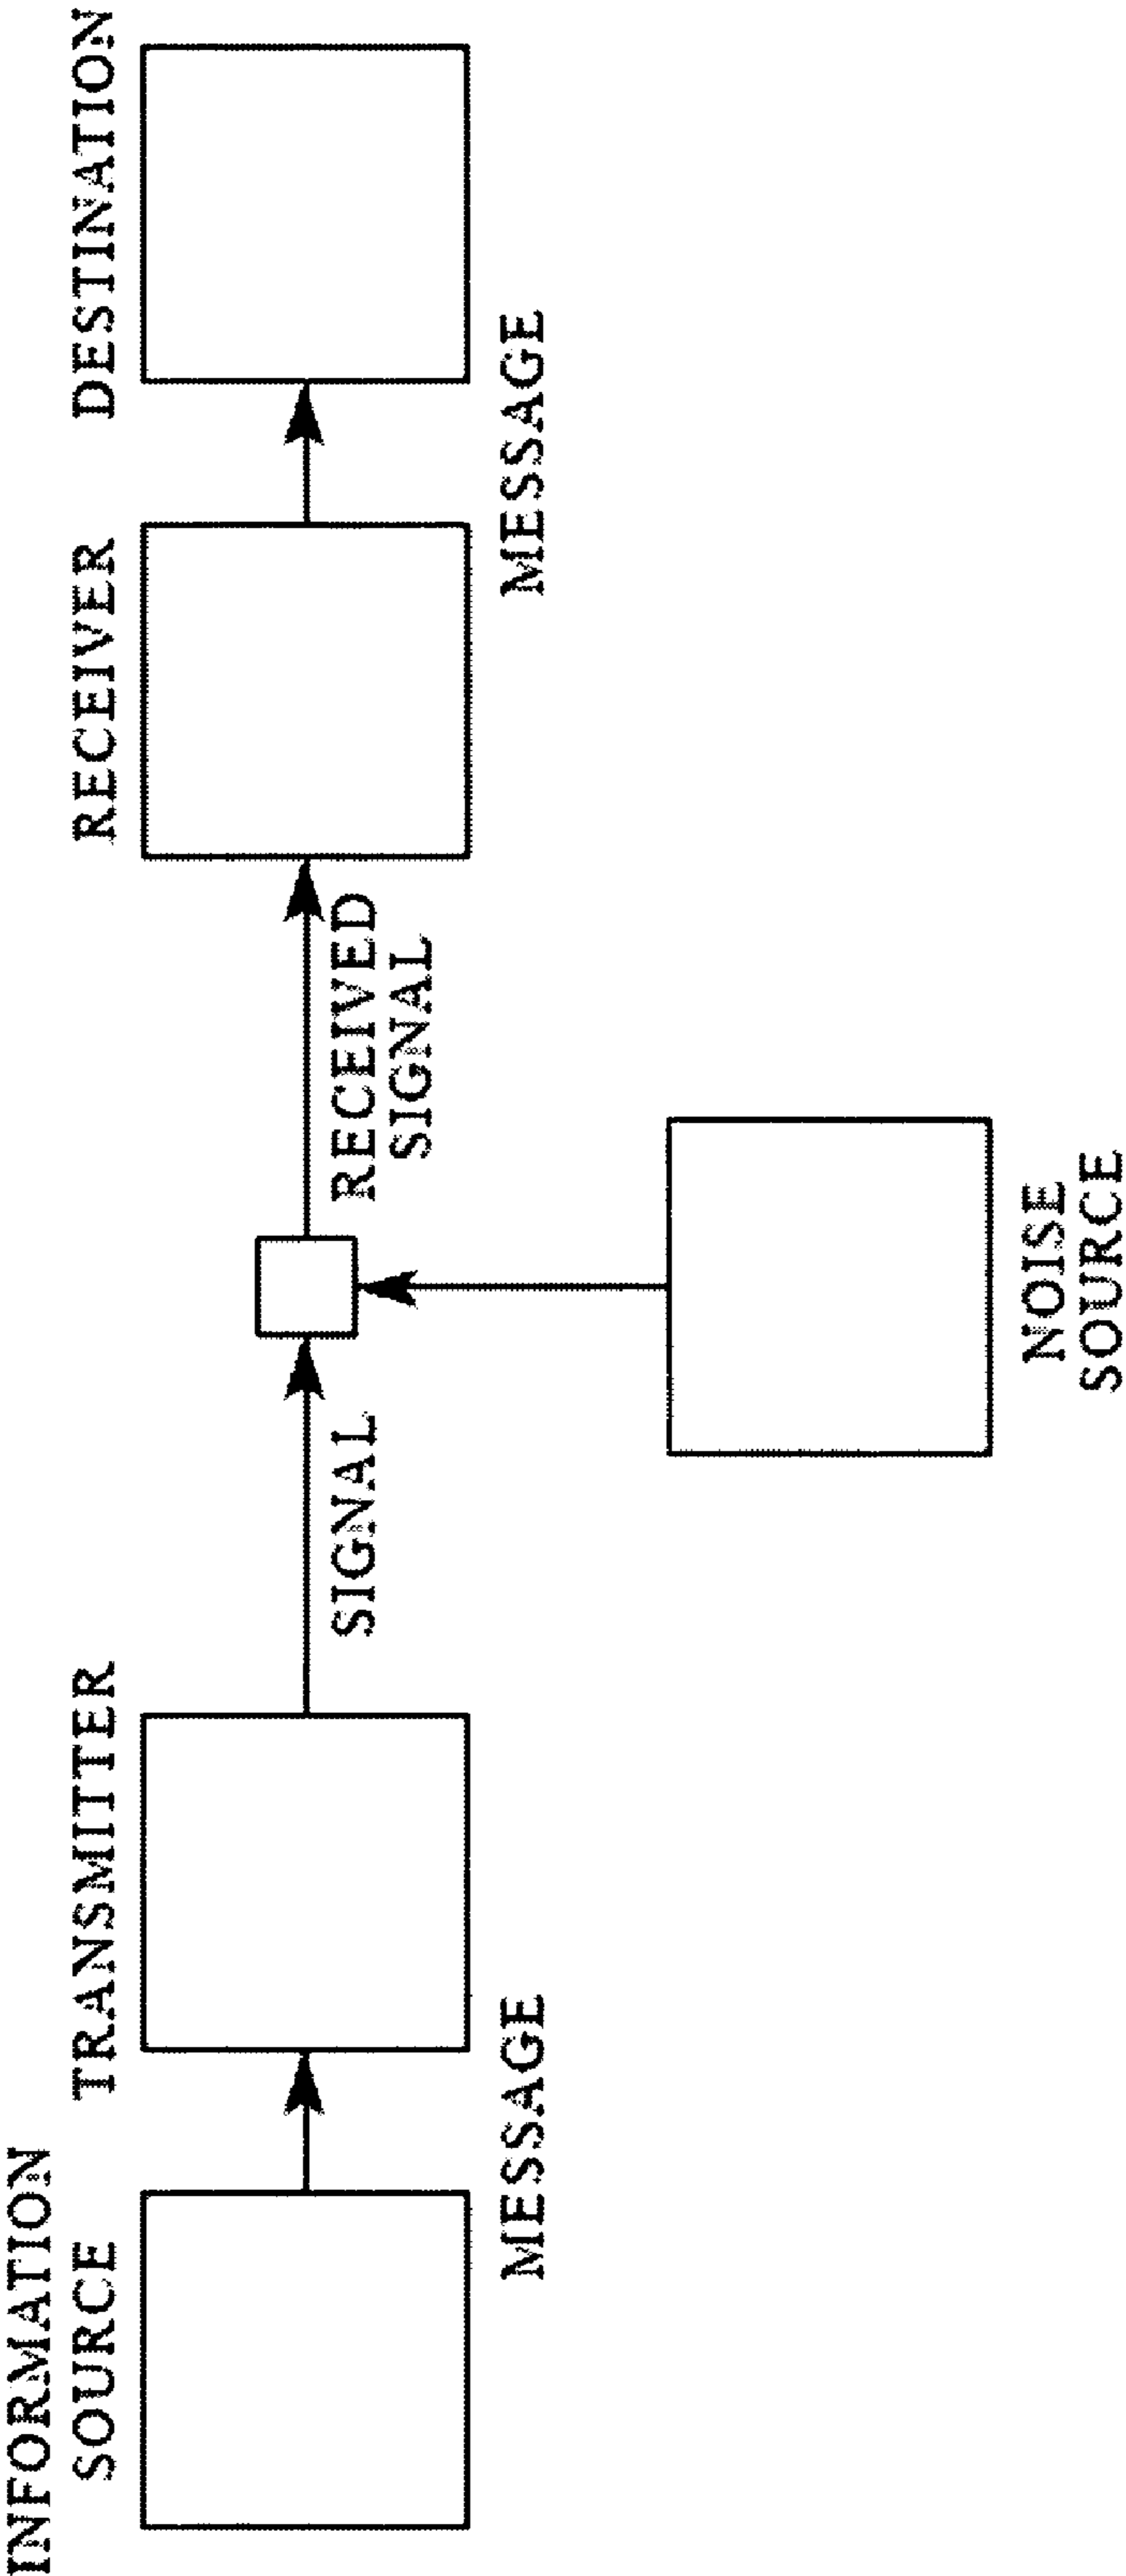 INFORMATION
SOURCE
TRANSMITTER
RECEIVER
DESTINATION
SIGNAL
RECEIVED
SIGNAL
MESSAGE
MESSAGE
NOISE
SOURCE